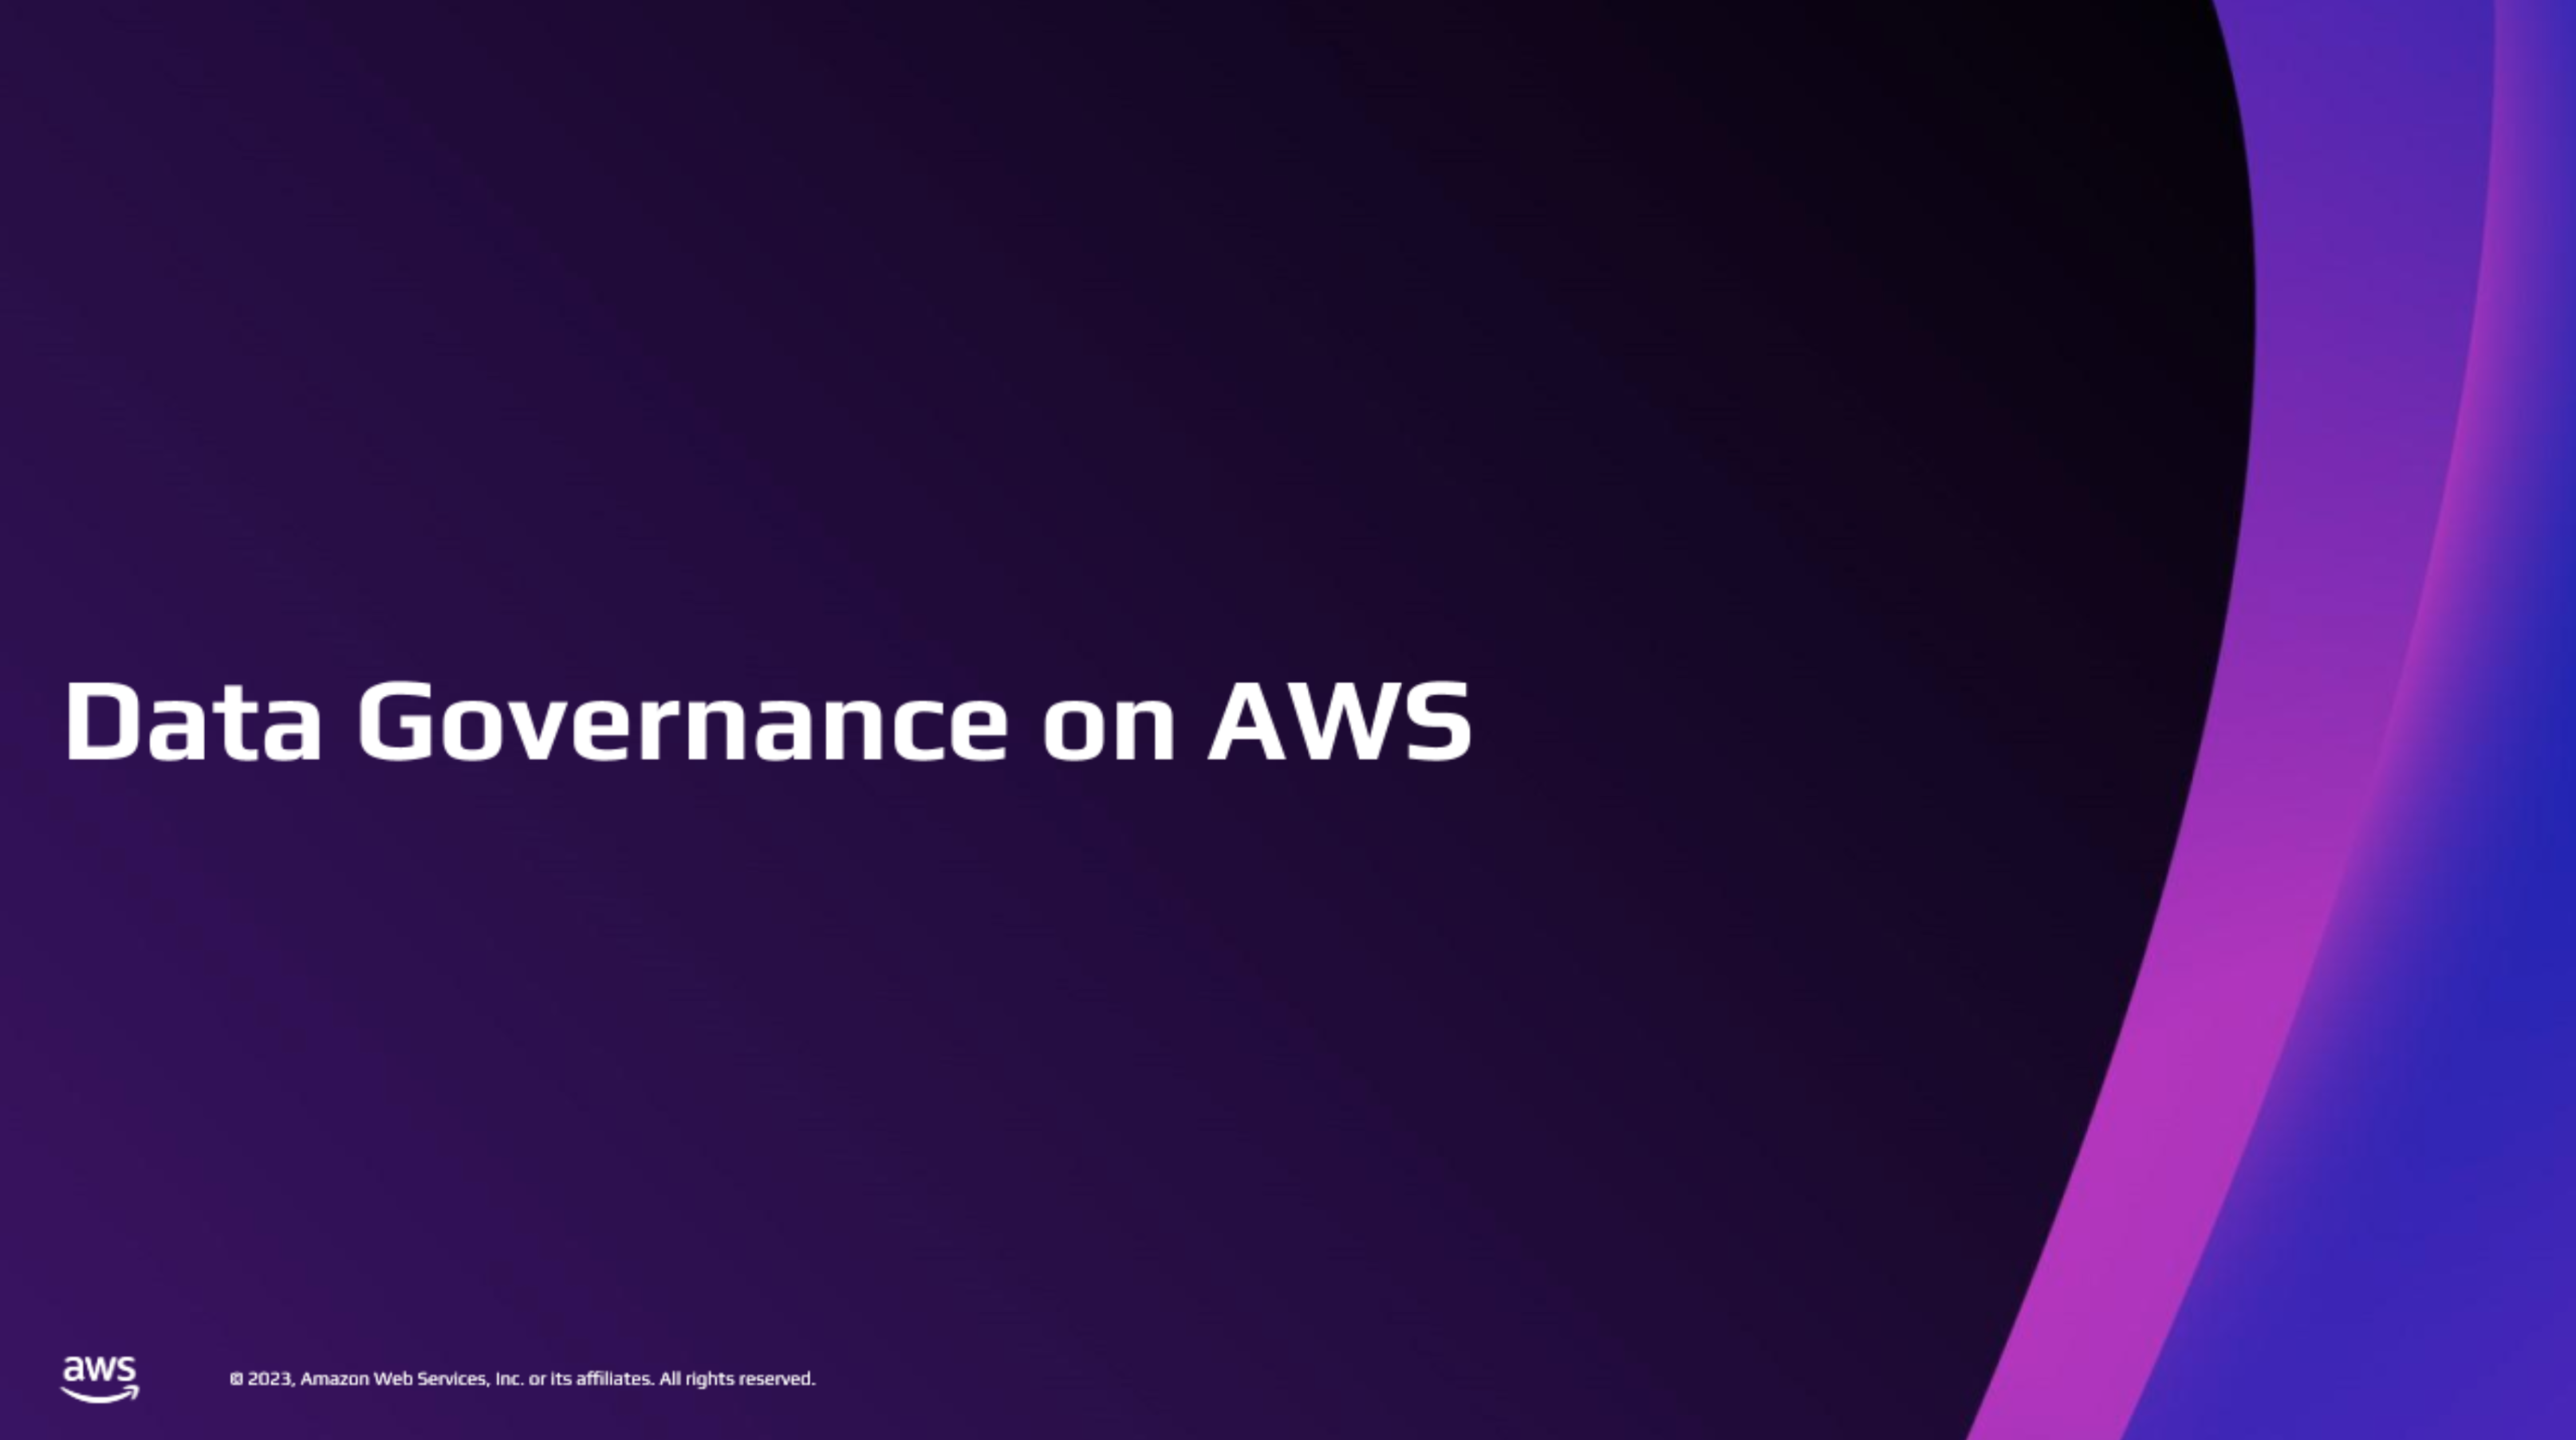 Data Governance on AWS
aws
© 2023, Amazon Web Services, Inc. or its affiliates. All rights reserved.